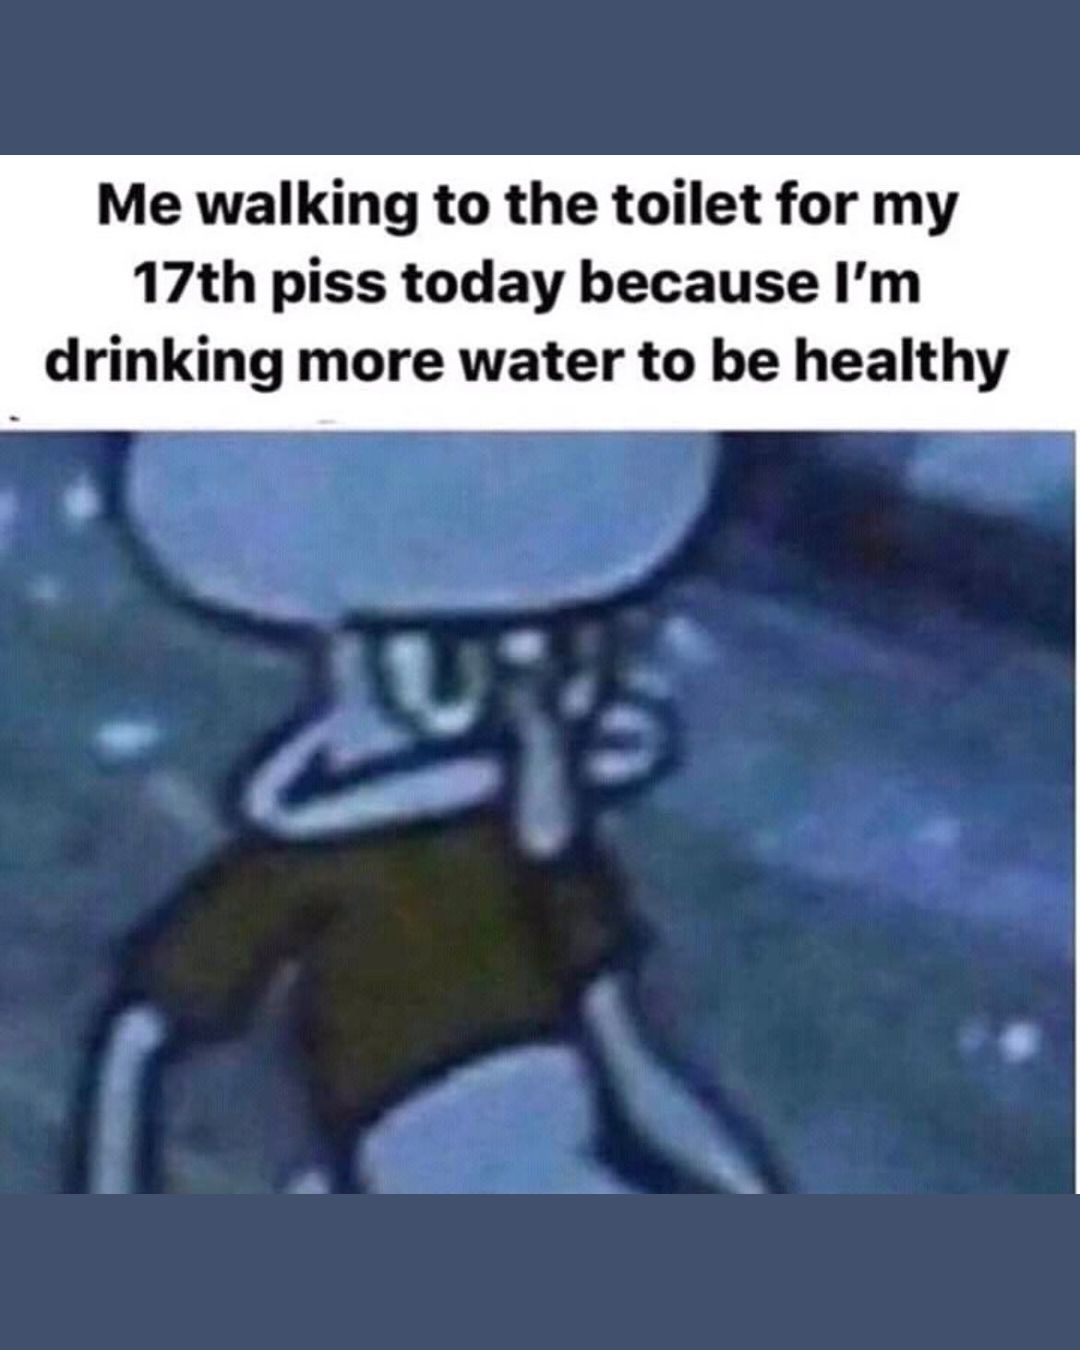 Me walking to the toilet for my
17th piss today because I’m
drinking more water to be healthy